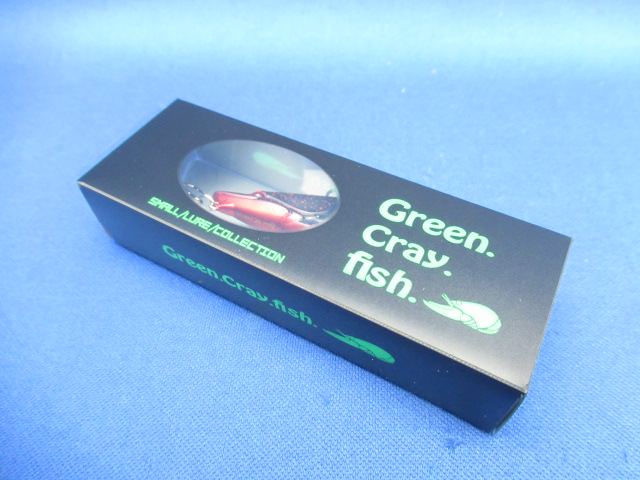 Green.
Cray.
fish.
SMALL/LURE/COLLECTION
Green.Cray.fish.